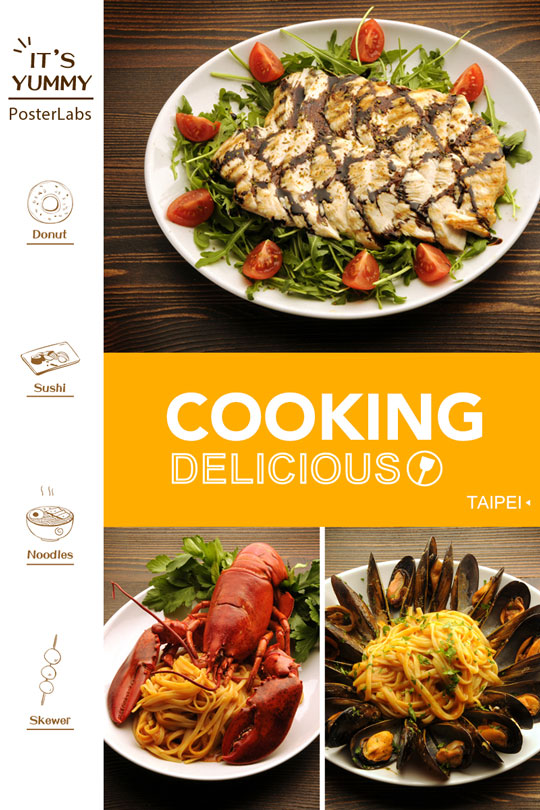 IT'S
YUMMY
PosterLabs
Donut
Sushi
Noodles
Skewer
COOKING
DELICIOUS
TAIPEI